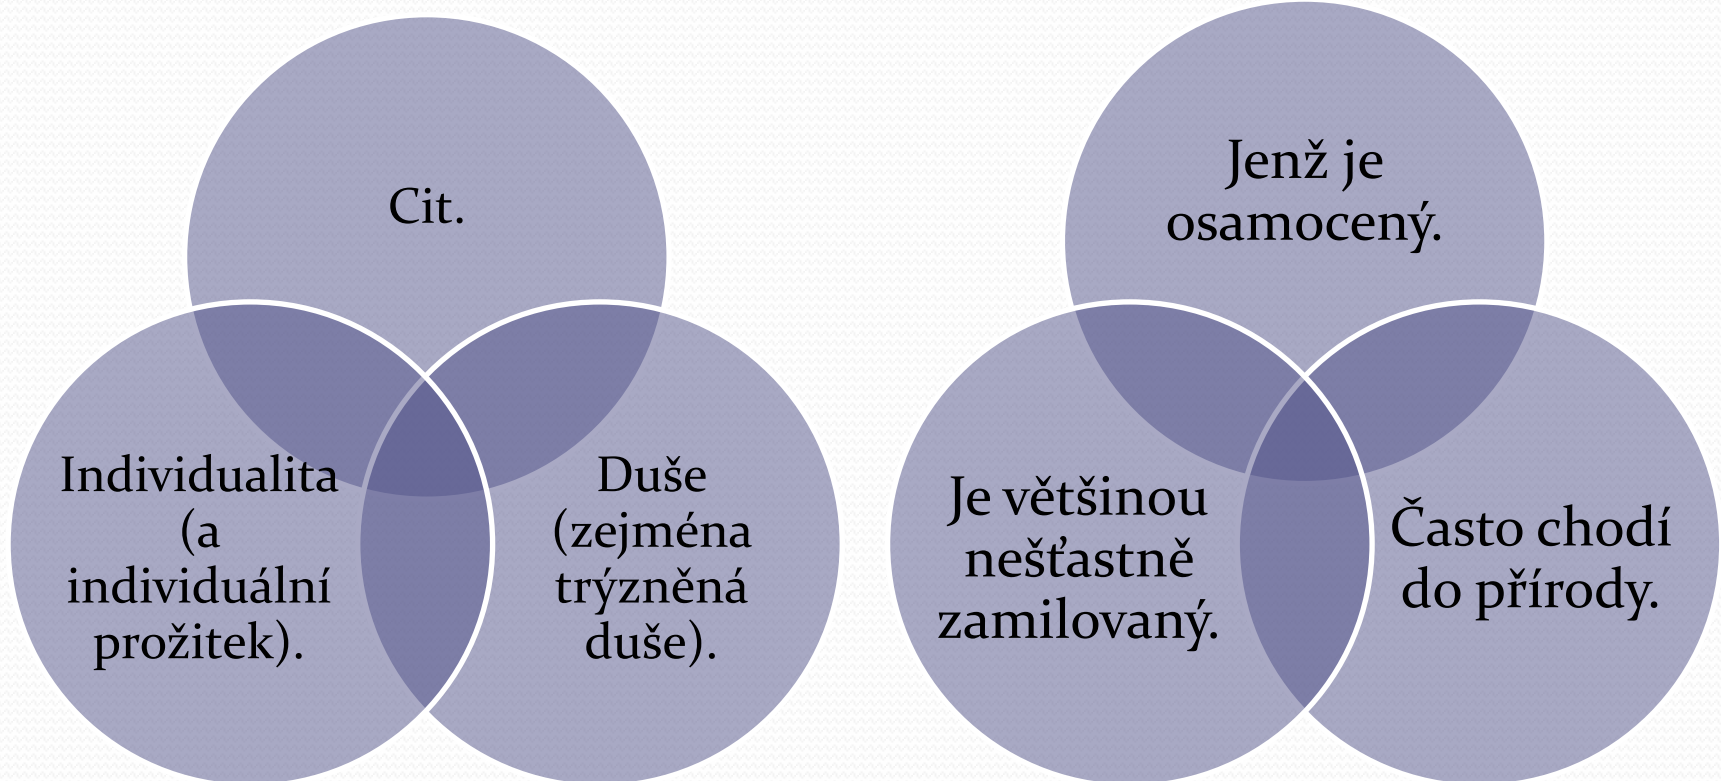 Cit.
Individualita
(a
individuální
prožitek).
Duše
(zejména
trýzněná
duše).
Jenž je
osamocený.
Je většinou
nešťastně
zamilovaný.
Často chodí
do přírody.